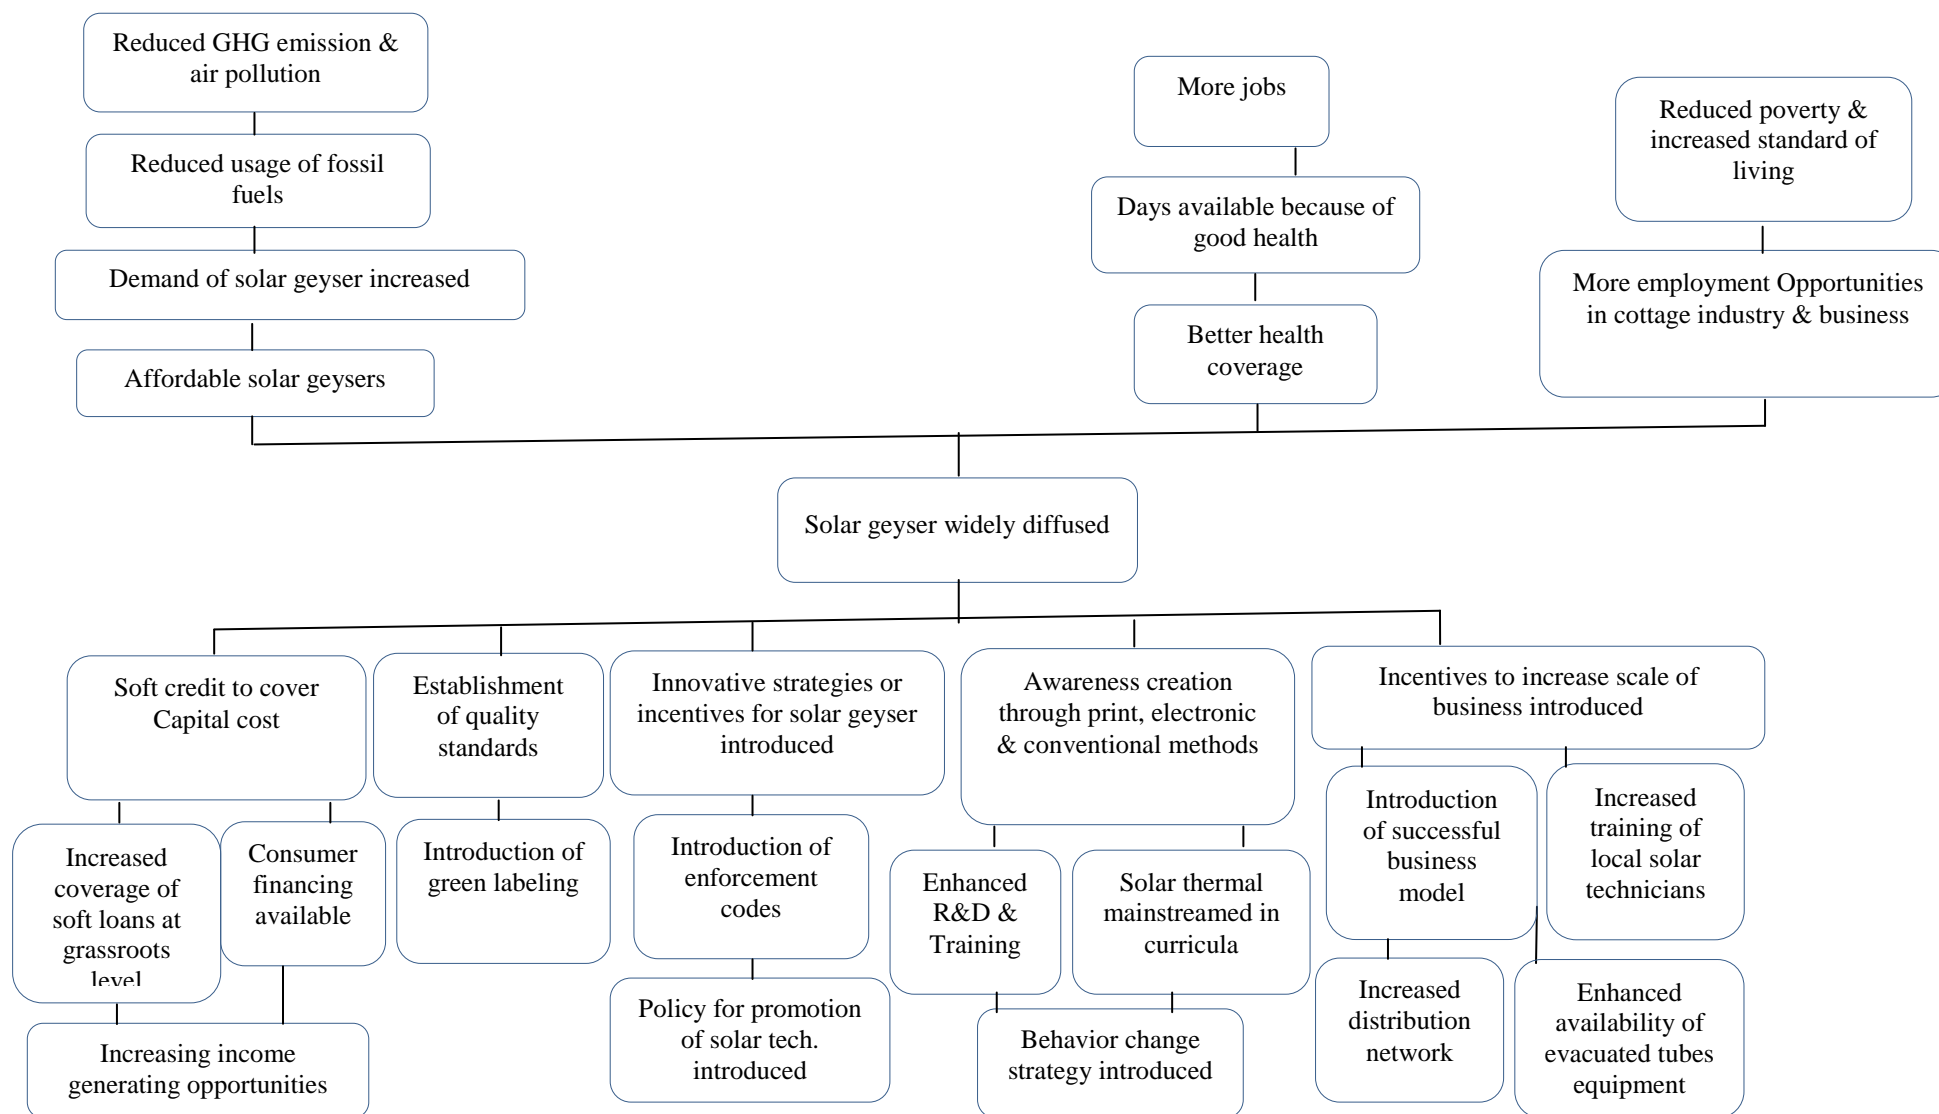 Reduced GHG emission &
air pollution
More jobs
Reduced poverty &
increased standard of
living
Reduced usage of fossil
fuels
Days available because of
good health
Demand of solar geyser increased
More employment Opportunities
in cottage industry & business
Better health
coverage
Affordable solar geysers
Solar geyser widely diffused
Soft credit to cover
Capital cost
Establishment
of quality
standards
Innovative strategies or
incentives for solar geyser
introduced
Awareness creation
through print, electronic
& conventional methods
Incentives to increase scale of
business introduced
Increased
coverage of
soft loans at
grassroots
level
Consumer
financing
available
Introduction of
green labeling
Introduction of
enforcement
codes
Enhanced
R&D &
Training
Solar thermal
mainstreamed in
curricula
Introduction
of successful
business
model
Increased
training of
local solar
technicians
Increasing income
generating opportunities
Policy for promotion
of solar tech.
introduced
Behavior change
strategy introduced
Increased
distribution
network
Enhanced
availability of
evacuated tubes
equipment